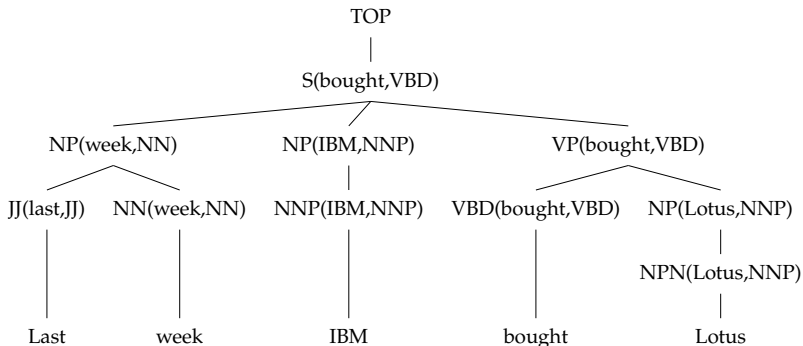 TOP
S(bought,VBD)
NP(week,NN) NP(IBM,NNP) VP(bought,VBD)
JJ(last,JJ) NN(week,NN) NNP(IBM,NNP) VBD(bought,VBD) NP(Lotus,NNP)
NPN(Lotus,NNP)
Last week IBM bought Lotus